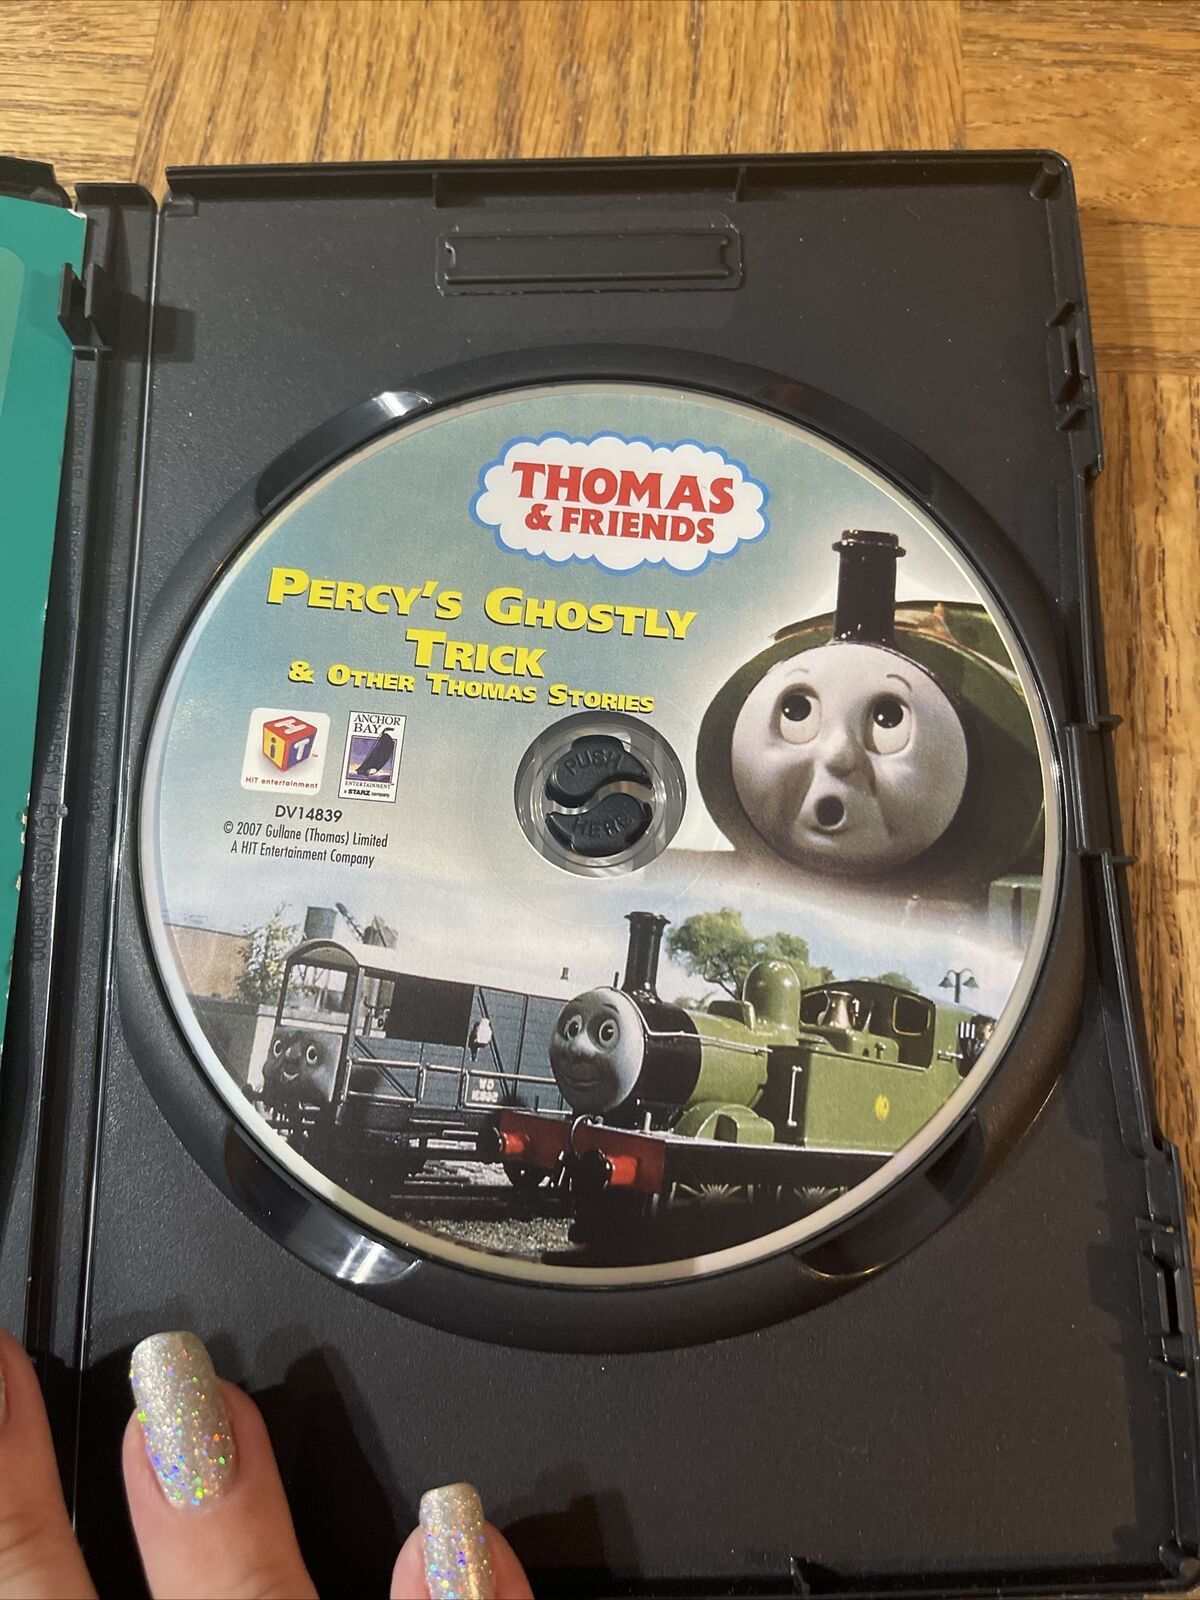 THOMAS
& FRIENDS
PERCY'S GHOSTLY
TRICK
& OTHER THOMAS STORIES
HiT
HiT entertainment
ANCHOR
BAY
ENTERTAINMENT
a STARZ company
DV14839
© 2007 Gullane (Thomas) Limited
A HIT Entertainment Company
PUSH
HERE